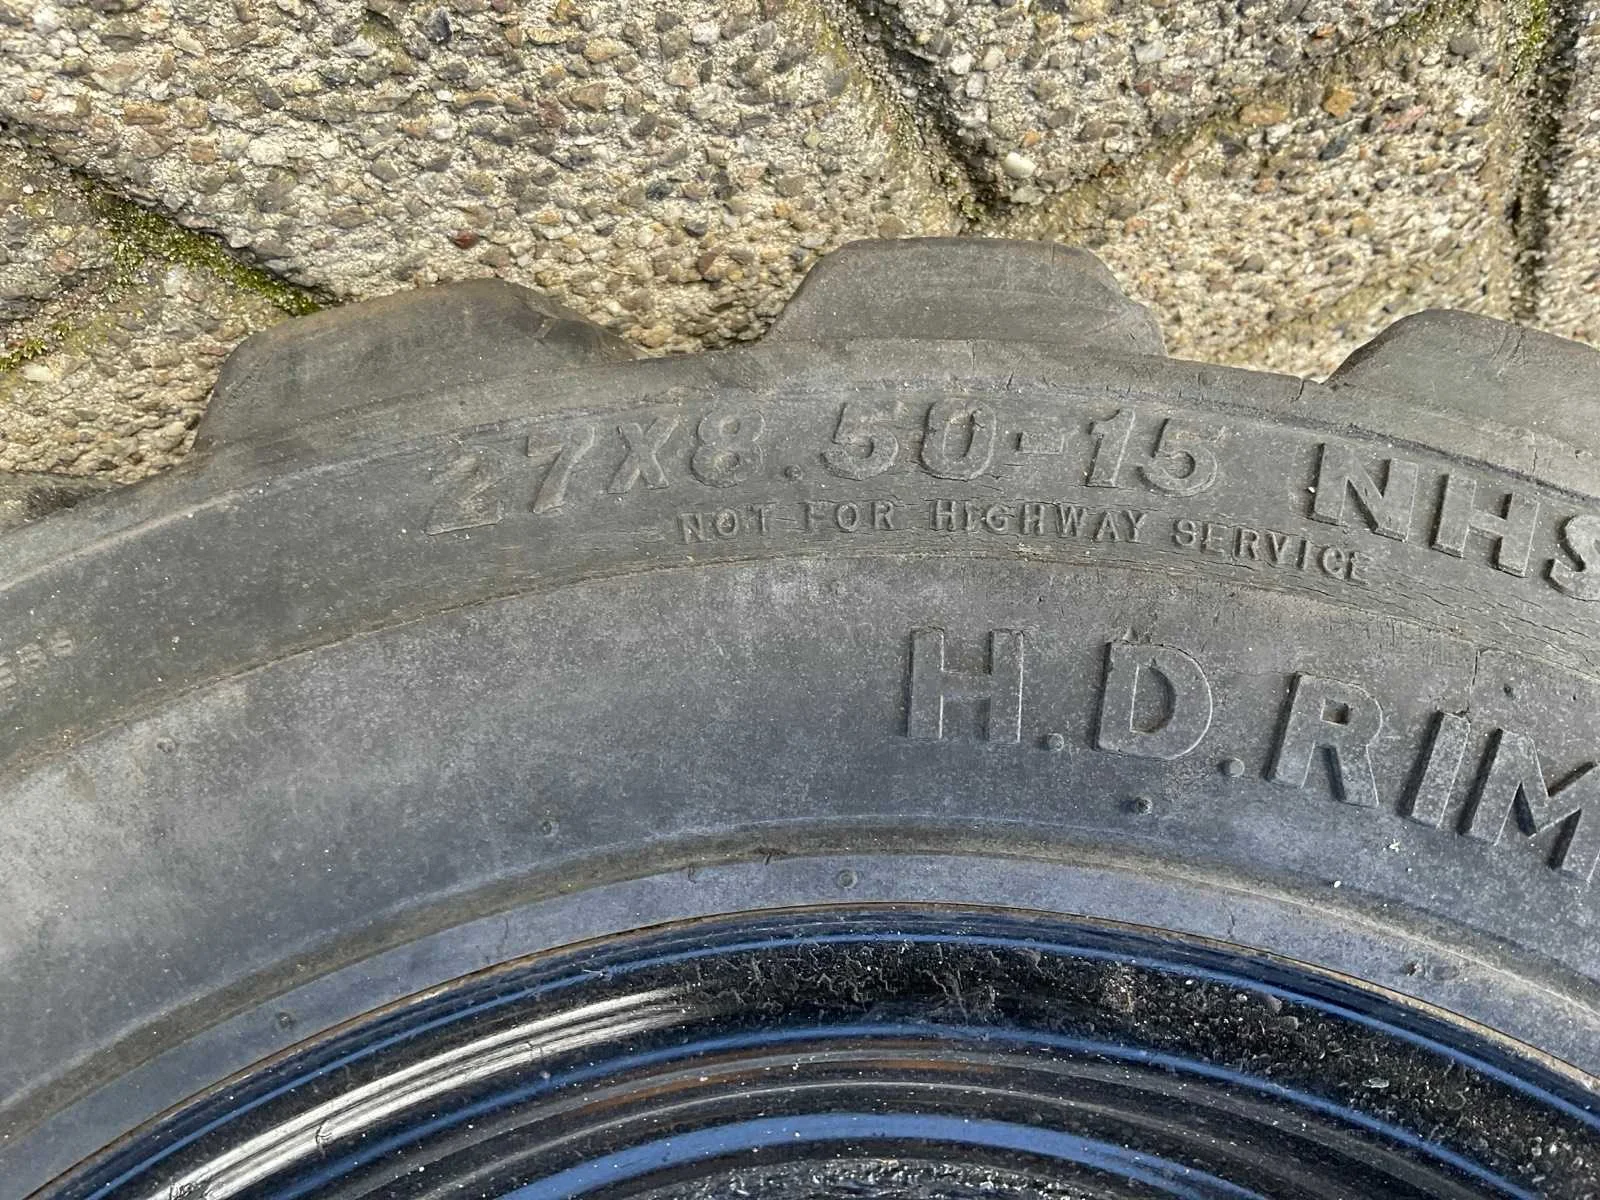 27X8.50-15 NHS
NOT FOR HIGHWAY SERVICE
H.D.RIM